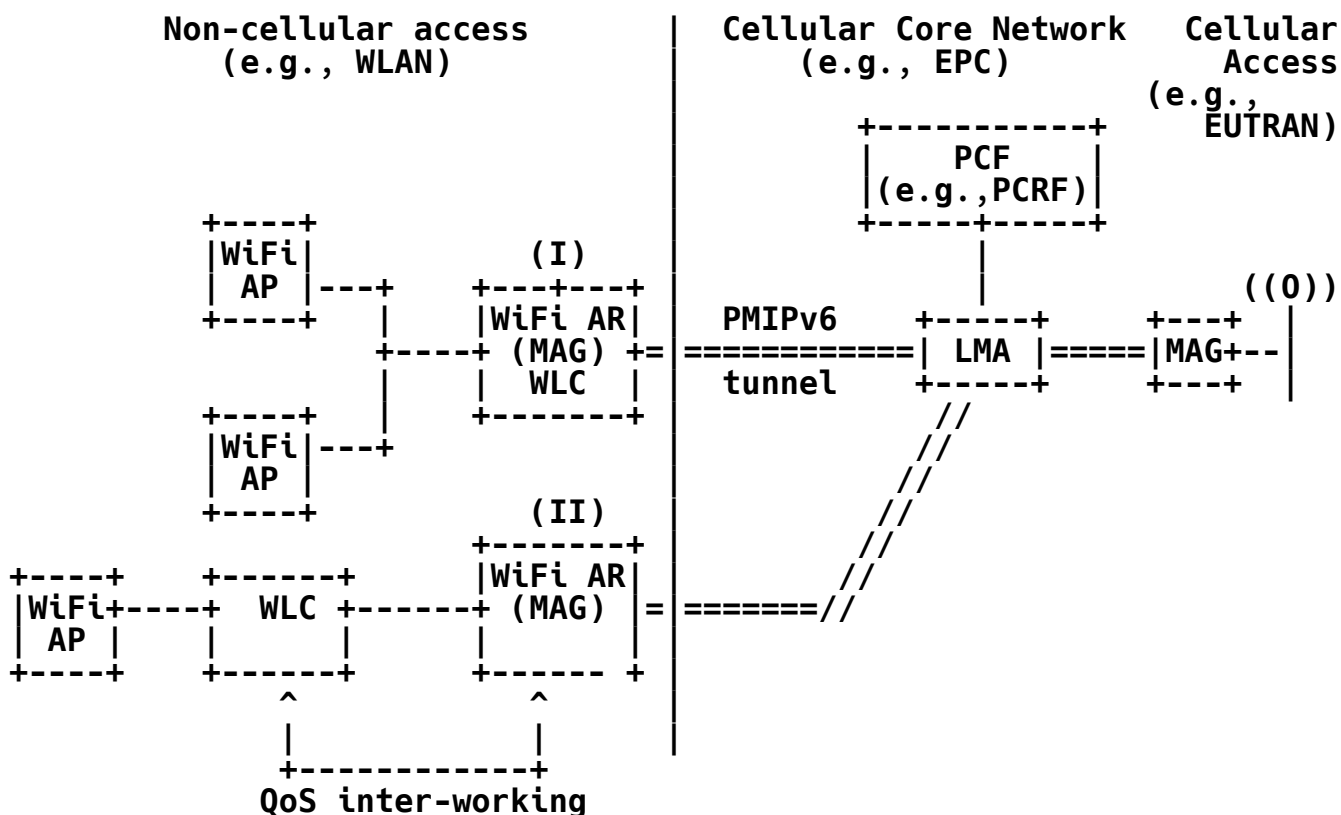 Non-cellular access Cellular Core Network Cellular
(e.g., WLAN) (e.g., EPC) Access
(e.g.,
EUTRAN)
PCF
(e.g.,PCRF)
WiFi (I)
AP ((O))
WiFi AR PMIPv6
(MAG) LMA MAG
WLC tunnel
WiFi
AP
(II)
WiFi AR
WiFi WLC (MAG)
AP
QoS inter-working